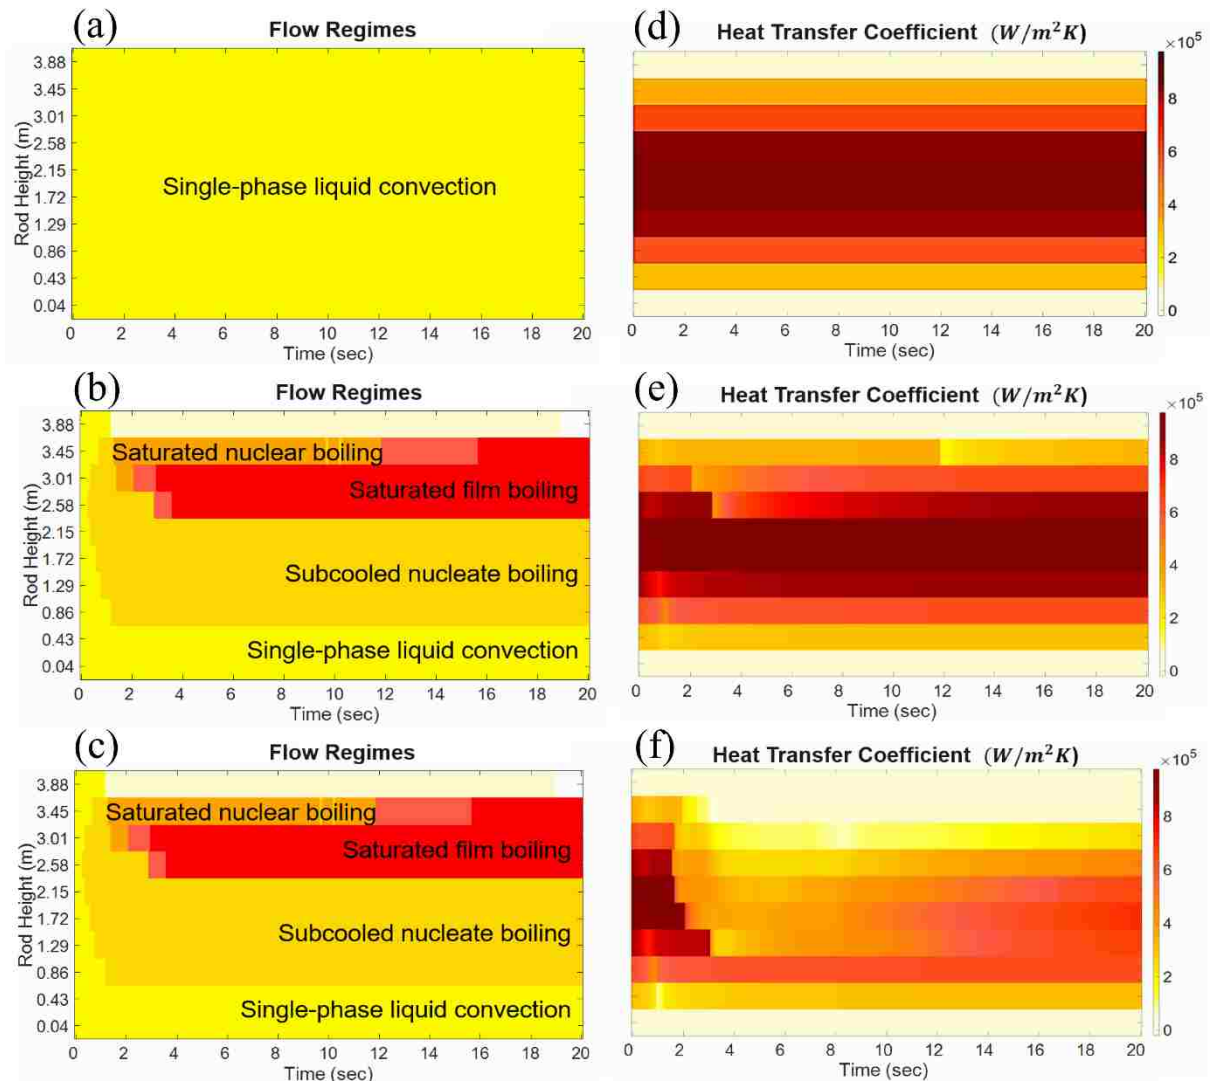 (a)
Flow Regimes
3.88
3.45
3.01
2.58
2.15
1.72
1.29
0.86
0.43
0.04
Rod Height (m)
Single-phase liquid convection
0 2 4 6 8 10 12 14 16 18 20
Time (sec)
(d)
Heat Transfer Coefficient (W/m²K)
×10⁵
8
6
4
2
0
0 2 4 6 8 10 12 14 16 18 20
Time (sec)
(b)
Flow Regimes
3.88
3.45
3.01
2.58
2.15
1.72
1.29
0.86
0.43
0.04
Rod Height (m)
Saturated nuclear boiling
Saturated film boiling
Subcooled nucleate boiling
Single-phase liquid convection
0 2 4 6 8 10 12 14 16 18 20
Time (sec)
(e)
Heat Transfer Coefficient (W/m²K)
×10⁵
8
6
4
2
0
0 2 4 6 8 10 12 14 16 18 20
Time (sec)
(c)
Flow Regimes
3.88
3.45
3.01
2.58
2.15
1.72
1.29
0.86
0.43
0.04
Rod Height (m)
Saturated nuclear boiling
Saturated film boiling
Subcooled nucleate boiling
Single-phase liquid convection
0 2 4 6 8 10 12 14 16 18 20
Time (sec)
(f)
Heat Transfer Coefficient (W/m²K)
×10⁵
8
6
4
2
0
0 2 4 6 8 10 12 14 16 18 20
Time (sec)